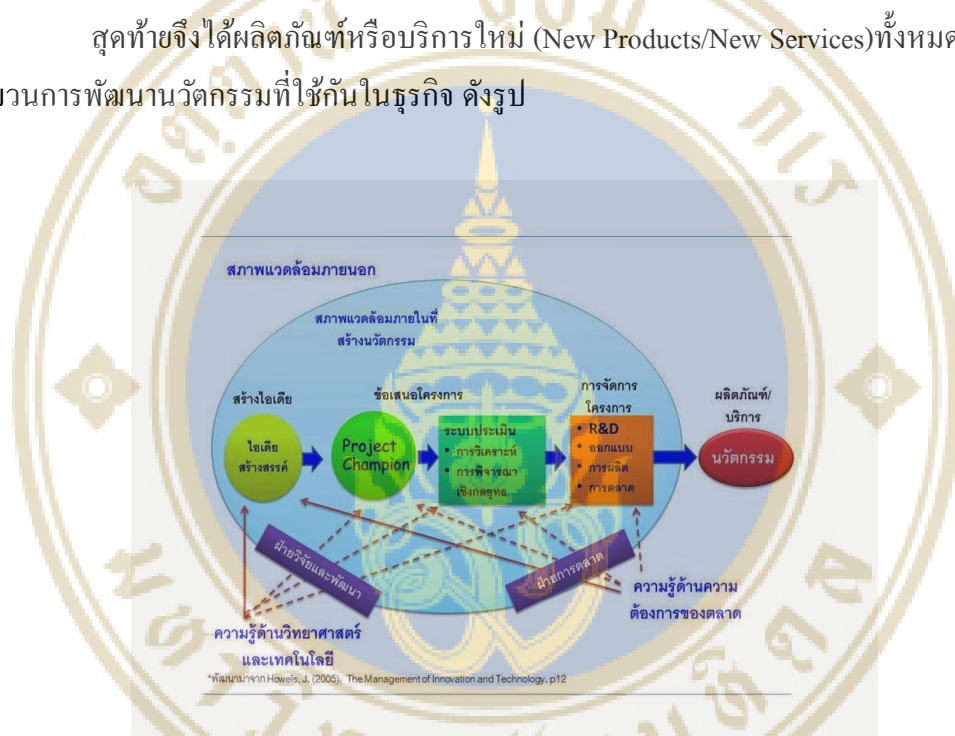 สุดท้ายจึงได้ผลิตภัณฑ์หรือบริการใหม่ (New Products/New Services)ทั้งหมด
วนการพัฒนานวัตกรรมที่ใช้กันในธุรกิจ ดังรูป
สภาพแวดล้อมภายนอก
สภาพแวดล้อมภายในที่
สร้างนวัตกรรม
สร้างไอเดีย
ข้อเสนอโครงการ
การจัดการ
โครงการ
ผลิตภัณฑ์/
บริการ
ไอเดีย
สร้างสรรค์
Project
Champion
ระบบประเมิน
• การวิเคราะห์
• การพิจารณา
เชิงกลยุทธ
• R&D
• ออกแบบ
• การผลิต
• การตลาด
นวัตกรรม
ฝ่ายวิจัยและพัฒนา
ฝ่ายการตลาด
ความรู้ด้านความ
ต้องการของตลาด
ความรู้ด้านวิทยาศาสตร์
และเทคโนโลยี
*พัฒนามาจาก Howels, J. (2005). The Management of Innovation and Technology. p12